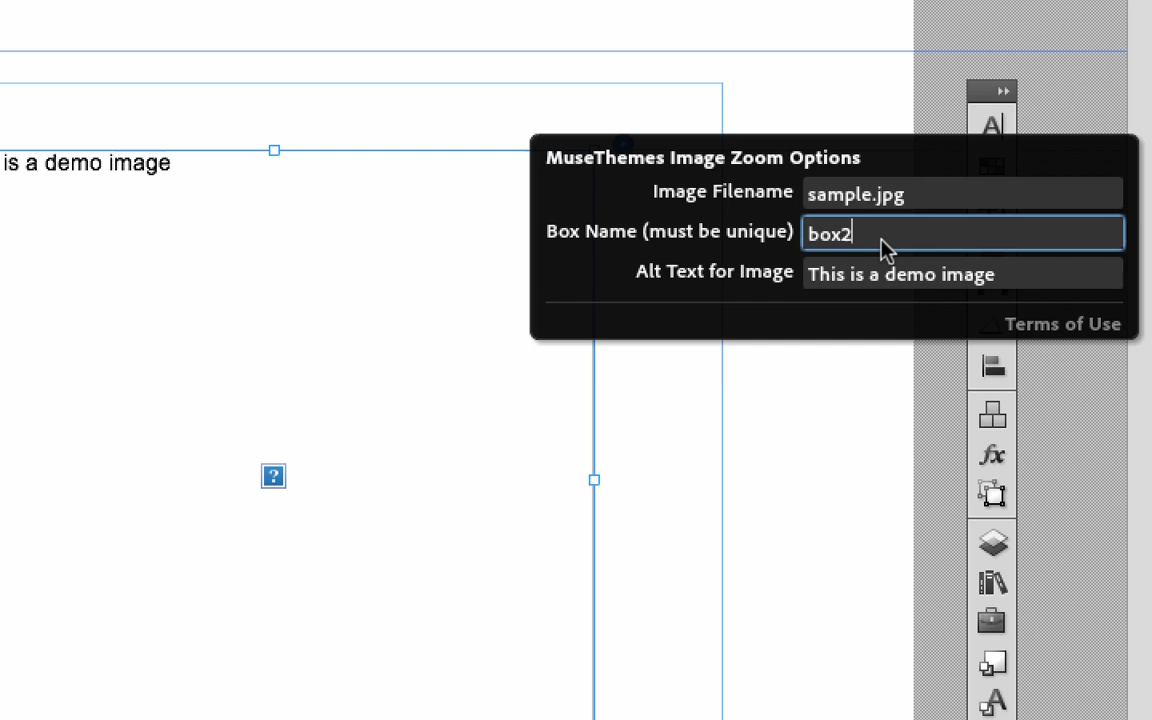 is a demo image
MuseThemes Image Zoom Options
Image Filename sample.jpg
Box Name (must be unique) box2
Alt Text for Image This is a demo image
Terms of Use
A
?
fx
A